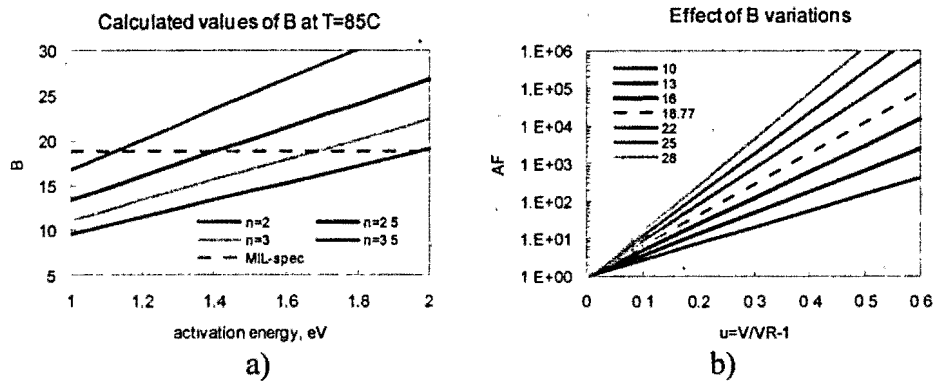 Calculated values of B at T=85C
30
25
20
15
10
5
B
n=2
n=2 5
n=3
n=3 5
MIL-spec
1
1.2
1.4
1.6
1.8
2
activation energy, eV
a)
Effect of B variations
1.E+06
1.E+05
1 E+04
1 E+03
1 E+02
1 E+01
1 E+00
AF
10
13
16
18.77
22
25
28
0
0 1
0 2
0 3
0 4
0 5
0 6
u=V/VR-1
b)